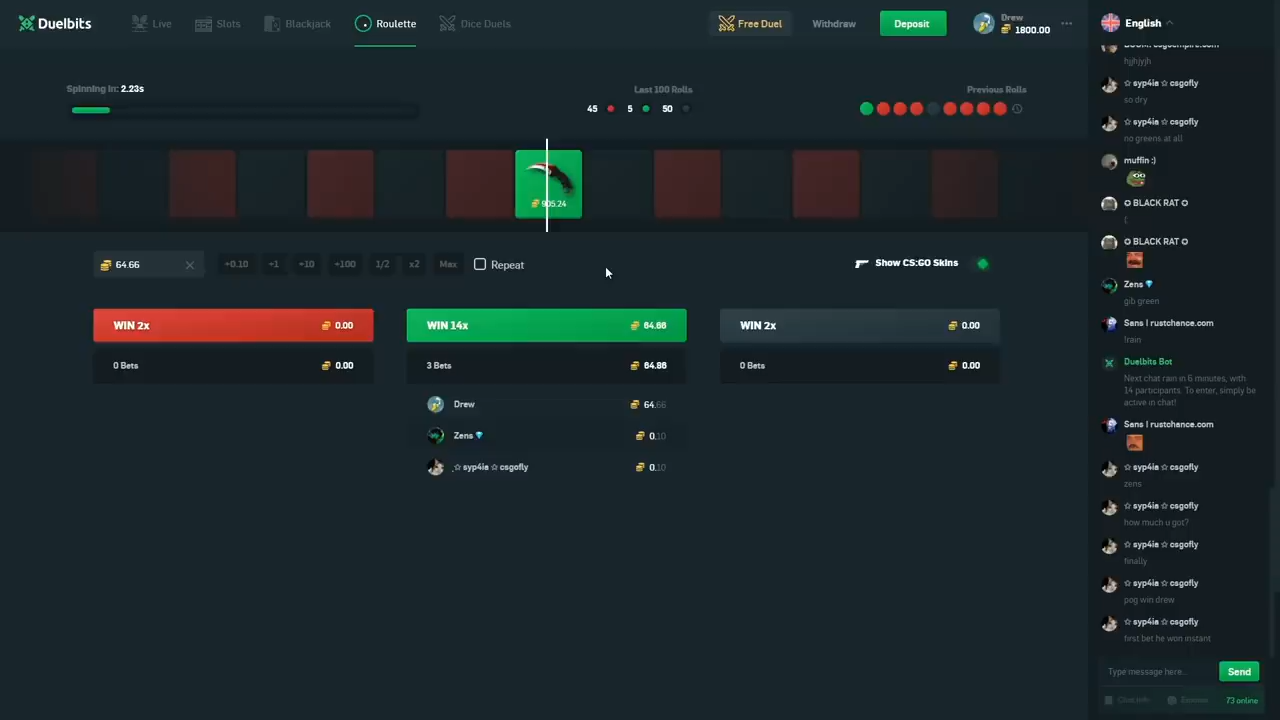 Duelbits
Live
Slots
Blackjack
Roulette
Dice Duels
Free Duel
Withdraw
Deposit
Drew
1800.00
English
Spinning in: 2.23s
Last 100 Rolls
45
5
50
Previous Rolls
905.24
64.66
+0.10
+1
+10
+100
1/2
x2
Max
Repeat
Show CS:GO Skins
WIN 2x
0.00
0 Bets
0.00
WIN 14x
64.86
3 Bets
64.86
Drew
64.66
Zens
0.10
☆ syp4ia ☆ csgofly
0.10
WIN 2x
0.00
0 Bets
0.00
hjjhjyjh
☆ syp4ia ☆ csgofly
so dry
☆ syp4ia ☆ csgofly
no greens at all
muffin :)
✪ BLACK RAT ✪
(
✪ BLACK RAT ✪
Zens
gib green
Sans | rustchance.com
!rain
Duelbits Bot
Next chat rain in 6 minutes, with
14 participants. To enter, simply be
active in chat!
Sans | rustchance.com
☆ syp4ia ☆ csgofly
zens
☆ syp4ia ☆ csgofly
how much u got?
☆ syp4ia ☆ csgofly
finally
☆ syp4ia ☆ csgofly
pog win drew
☆ syp4ia ☆ csgofly
first bet he won instant
Type message here...
Send
73 online